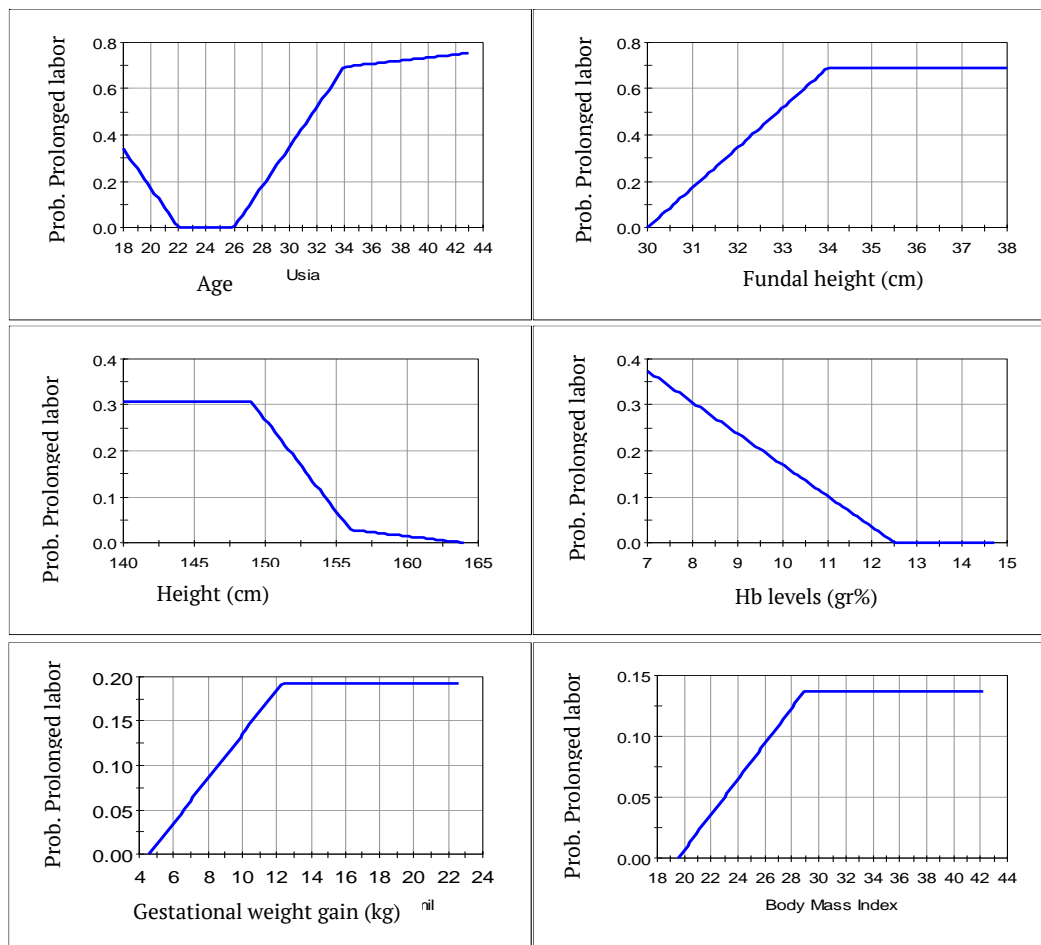 Prob. Prolonged labor
0.8
0.6
0.4
0.2
0.0
18 20 22 24 26 28 30 32 34 36 38 40 42 44
Age
Usia
Prob. Prolonged labor
0.8
0.6
0.4
0.2
0.0
30 31 32 33 34 35 36 37 38
Fundal height (cm)
Prob. Prolonged labor
0.4
0.3
0.2
0.1
0.0
140 145 150 155 160 165
Height (cm)
Prob. Prolonged labor
0.4
0.3
0.2
0.1
0.0
7 8 9 10 11 12 13 14 15
Hb levels (gr%)
Prob. Prolonged labor
0.20
0.15
0.10
0.05
0.00
4 6 8 10 12 14 16 18 20 22 24
Gestational weight gain (kg)
Prob. Prolonged labor
0.15
0.10
0.05
0.00
18 20 22 24 26 28 30 32 34 36 38 40 42 44
Body Mass Index